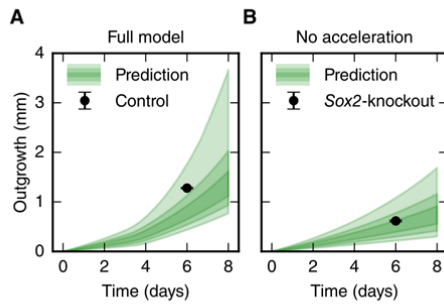 A
Full model
Outgrowth (mm)
4
3
2
1
0
Prediction
Control
0 2 4 6 8
Time (days)
B
No acceleration
Prediction
Sox2-knockout
0 2 4 6 8
Time (days)